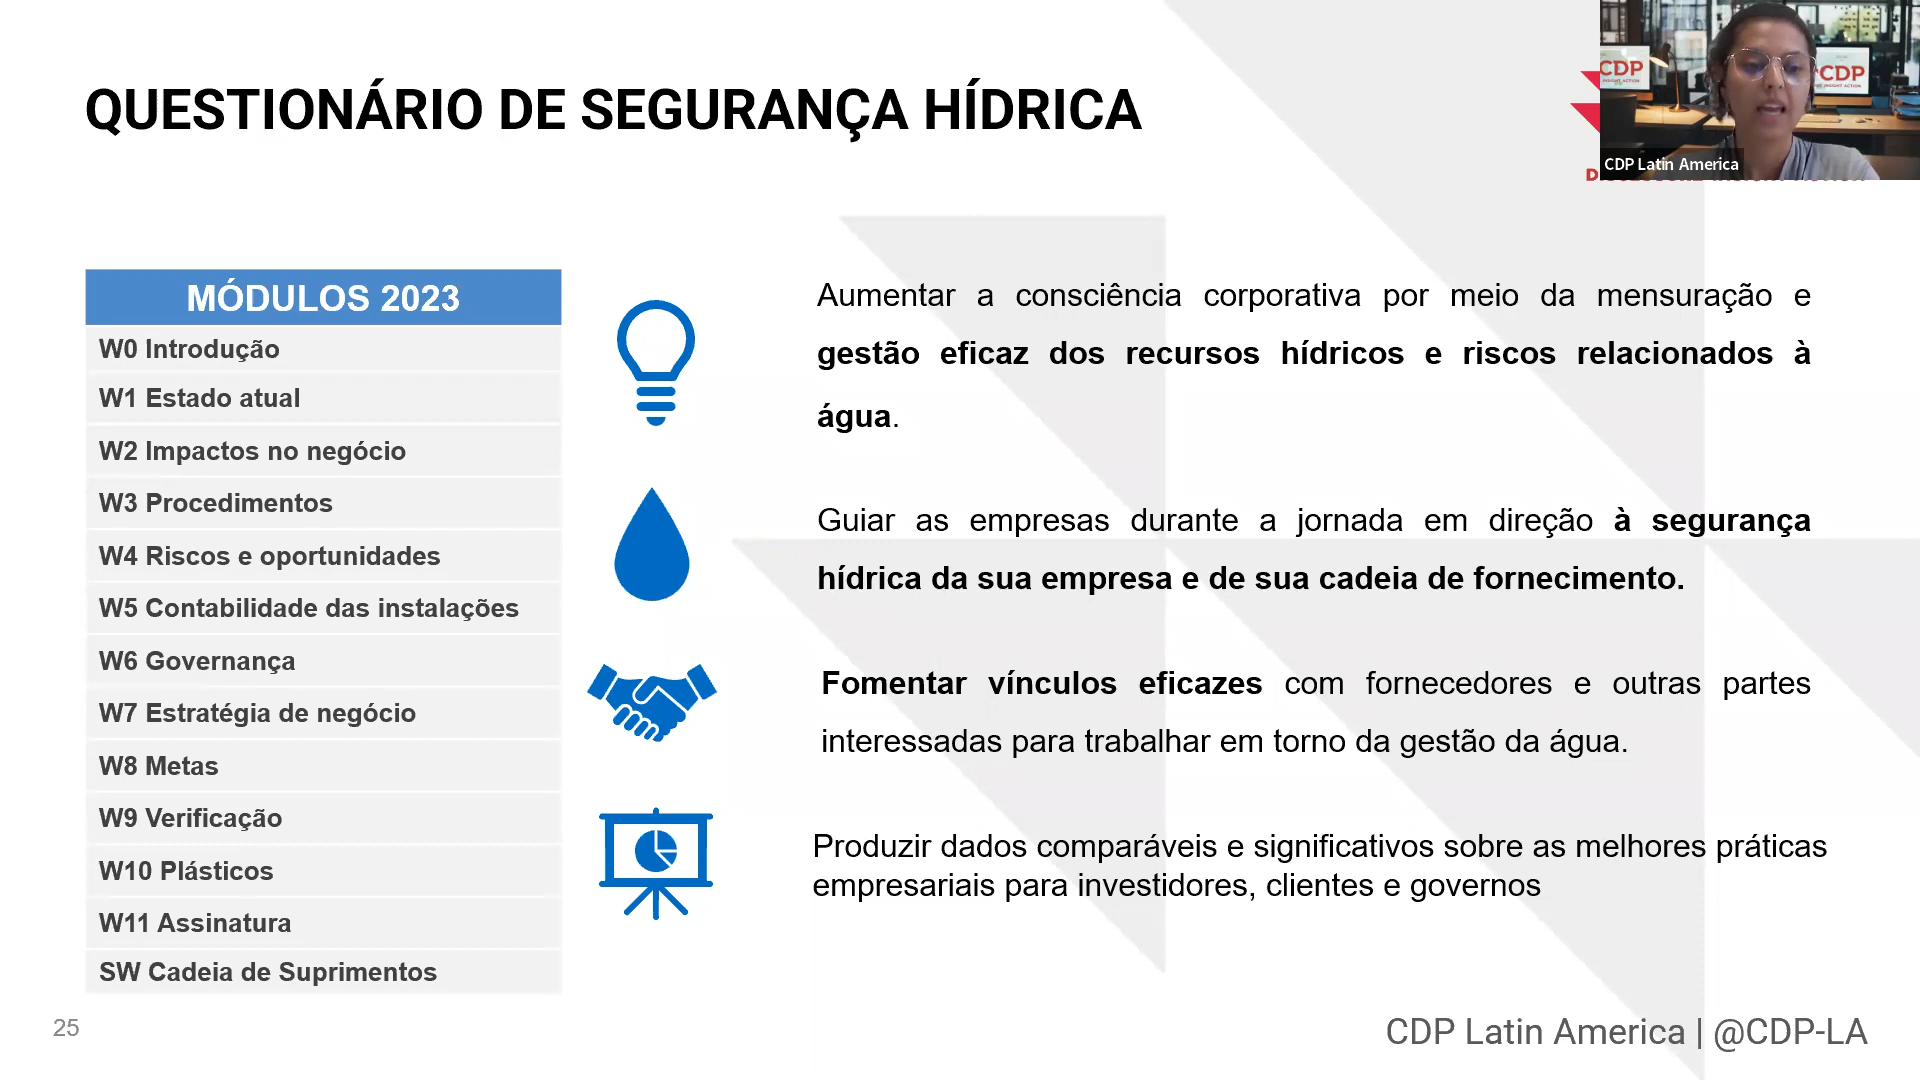 QUESTIONÁRIO DE SEGURANÇA HÍDRICA
CDP
CDP
INSIGHT ACTION
CDP Latin America
MÓDULOS 2023
W0 Introdução
W1 Estado atual
W2 Impactos no negócio
W3 Procedimentos
W4 Riscos e oportunidades
W5 Contabilidade das instalações
W6 Governança
W7 Estratégia de negócio
W8 Metas
W9 Verificação
W10 Plásticos
W11 Assinatura
SW Cadeia de Suprimentos
Aumentar a consciência corporativa por meio da mensuração e
gestão eficaz dos recursos hídricos e riscos relacionados à
água.
Guiar as empresas durante a jornada em direção à segurança
hídrica da sua empresa e de sua cadeia de fornecimento.
Fomentar vínculos eficazes com fornecedores e outras partes
interessadas para trabalhar em torno da gestão da água.
Produzir dados comparáveis e significativos sobre as melhores práticas
empresariais para investidores, clientes e governos
25
CDP Latin America | @CDP-LA